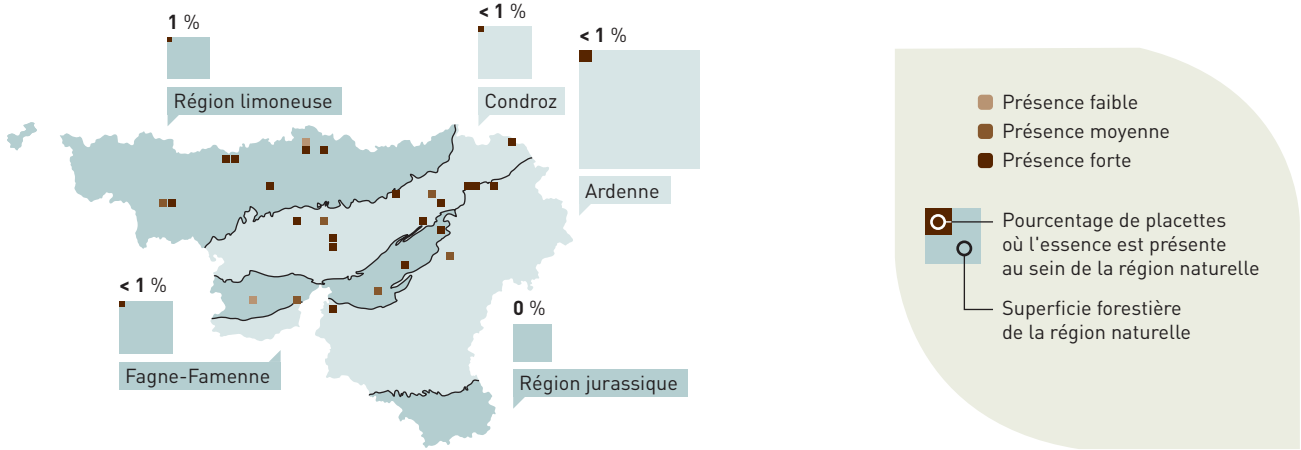 1 %
Région limoneuse
< 1 %
Condroz
< 1 %
Ardenne
< 1 %
Fagne-Famenne
0 %
Région jurassique
Présence faible
Présence moyenne
Présence forte
Pourcentage de placettes
où l'essence est présente
au sein de la région naturelle
Superficie forestière
de la région naturelle